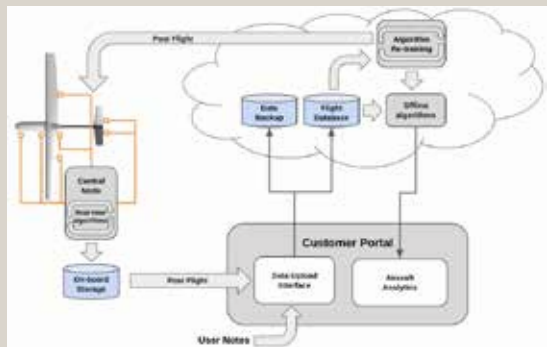 Post Flight
Algorithm
Re-training
Data
Backup
Flight
Database
Offline
algorithms
Central
Node
Real-time
algorithms
On-board
Storage
Post Flight
Customer Portal
Data Upload
Interface
Aircraft
Analytics
User Notes